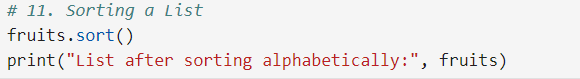 # 11. Sorting a List
fruits.sort()
print("List after sorting alphabetically:", fruits)